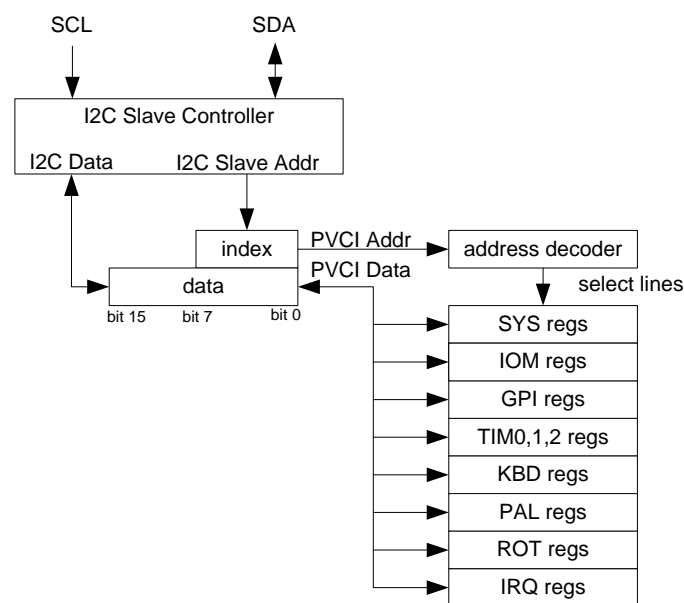 SCL SDA
I2C Slave Controller
I2C Data I2C Slave Addr
index PVCI Addr address decoder
data PVCI Data
select lines
bit 15 bit 7 bit 0
SYS regs
IOM regs
GPI regs
TIM0,1,2 regs
KBD regs
PAL regs
ROT regs
IRQ regs